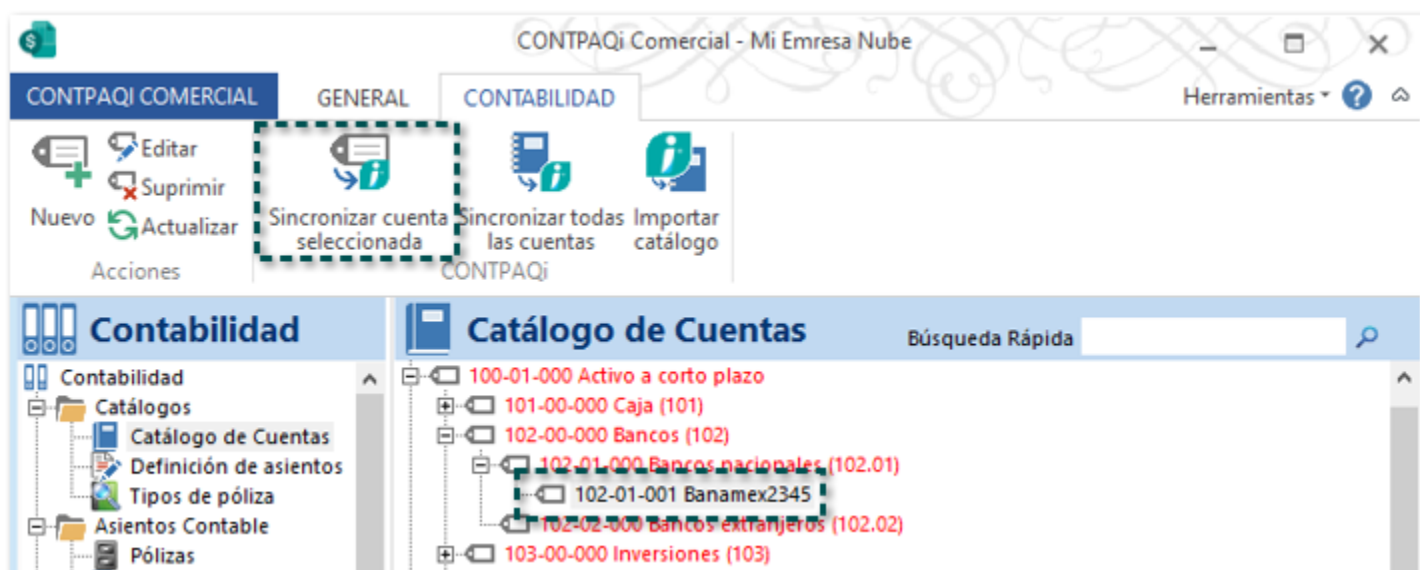 CONTPAQi Comercial - Mi Emresa Nube
CONTPAQI COMERCIAL
GENERAL
CONTABILIDAD
Herramientas
Nuevo
Editar
Suprimir
Actualizar
Acciones
Sincronizar cuenta
seleccionada
Sincronizar todas
las cuentas
Importar
catálogo
CONTPAQi
Contabilidad
Contabilidad
Catálogos
Catálogo de Cuentas
Definición de asientos
Tipos de póliza
Asientos Contable
Pólizas
Catálogo de Cuentas
Búsqueda Rápida
100-01-000 Activo a corto plazo
101-00-000 Caja (101)
102-00-000 Bancos (102)
102-01-000 Bancos nacionales (102.01)
102-01-001 Banamex2345
102-02-000 Bancos extranjeros (102.02)
103-00-000 Inversiones (103)